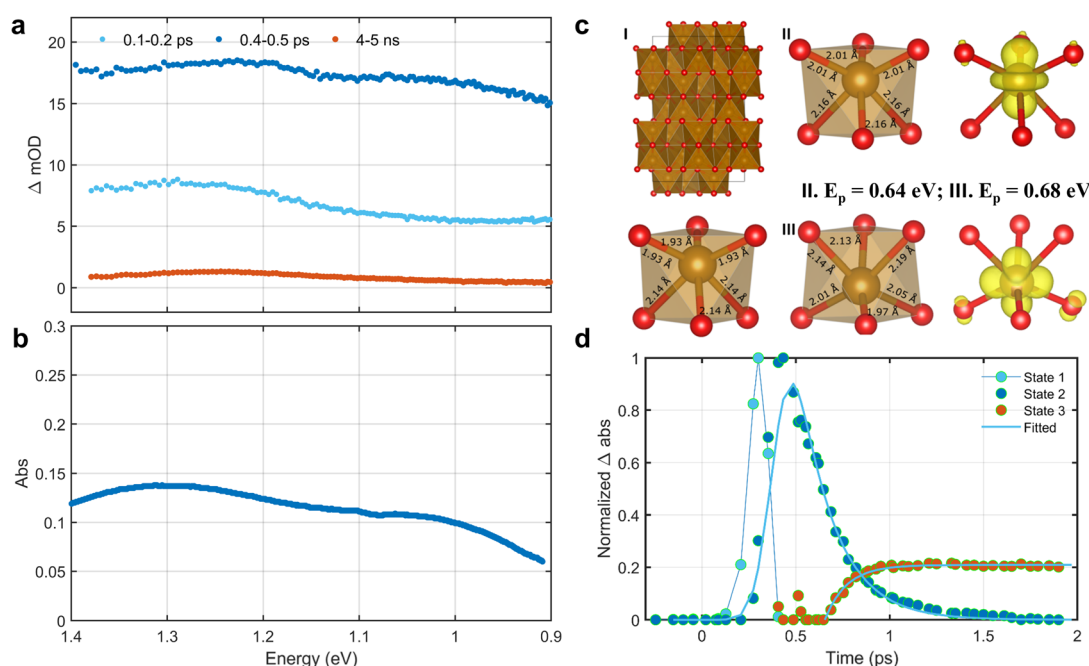 a
0.1-0.2 ps 0.4-0.5 ps 4-5 ns
20
15
10
5
0
Δ mOD
b
0.3
0.25
0.2
0.15
0.1
0.05
0
Abs
1.4 1.3 1.2 1.1 1 0.9
Energy (eV)
c
I
II
2.01 Å
2.01 Å
2.01 Å
2.16 Å
2.16 Å
2.16 Å
II. Ep = 0.64 eV; III. Ep = 0.68 eV
1.93 Å
1.93 Å
1.93 Å
2.14 Å
2.14 Å
2.14 Å
III
2.13 Å
2.14 Å
2.19 Å
2.01 Å
2.05 Å
1.97 Å
d
State 1
State 2
State 3
Fitted
1
0.8
0.6
0.4
0.2
0
Normalized Δ abs
0 0.5 1 1.5 2
Time (ps)